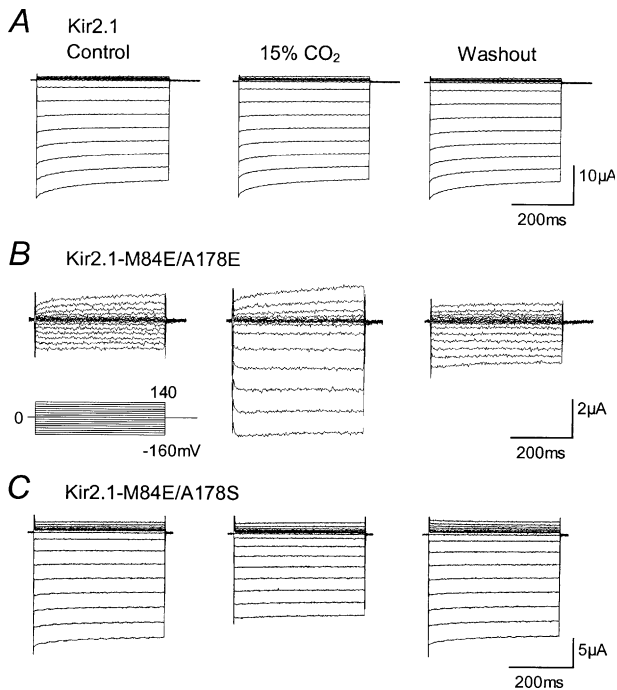 A Kir2.1
Control 15% CO₂ Washout
10µA
200ms
B Kir2.1-M84E/A178E
140
0
-160mV
2µA
200ms
C Kir2.1-M84E/A178S
5µA
200ms